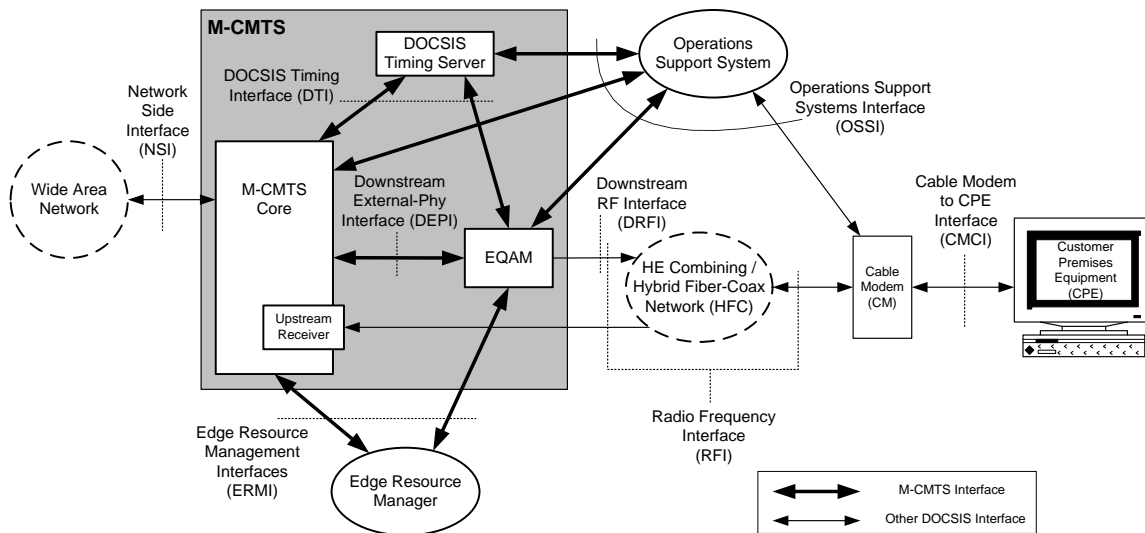 M-CMTS
DOCSIS
Timing Server
Operations
Support System
DOCSIS Timing
Interface (DTI)
Operations Support
Systems Interface
(OSSI)
Network
Side
Interface
(NSI)
Wide Area
Network
M-CMTS
Core
Downstream
External-Phy
Interface (DEPI)
Downstream
RF Interface
(DRFI)
Cable Modem
to CPE
Interface
(CMCI)
EQAM
HE Combining /
Hybrid Fiber-Coax
Network (HFC)
Cable
Modem
(CM)
Customer
Premises
Equipment
(CPE)
Upstream
Receiver
Radio Frequency
Interface
(RFI)
Edge Resource
Management
Interfaces
(ERMI)
Edge Resource
Manager
M-CMTS Interface
Other DOCSIS Interface